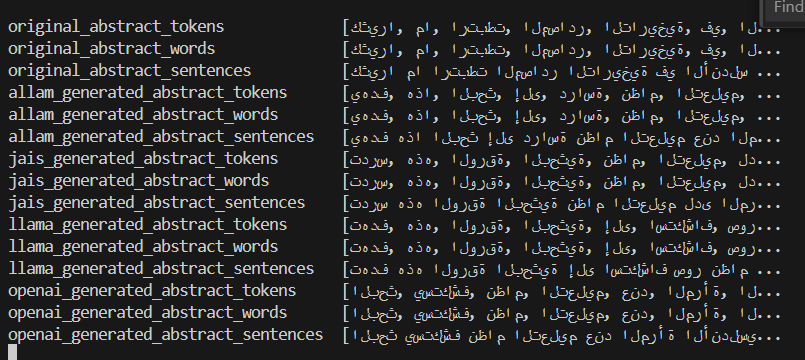 Find
original_abstract_tokens [كثيرا, ما, ارتبطت, المصادر, التاريخية, في, ال...
original_abstract_words [كثيرا, ما, ارتبطت, المصادر, التاريخية, في, ال...
original_abstract_sentences [كثيرا ما ارتبطت المصادر التاريخية في الأندلس ...
allam_generated_abstract_tokens [يهدف, هذا, البحث, إلى, دراسة, نظام, التعليم, ...
allam_generated_abstract_words [يهدف, هذا, البحث, إلى, دراسة, نظام, التعليم, ...
allam_generated_abstract_sentences [يهدف هذا البحث إلى دراسة نظام التعليم عند الم...
jais_generated_abstract_tokens [تدرس, هذه, الورقة, البحثية, نظام, التعليم, لد...
jais_generated_abstract_words [تدرس, هذه, الورقة, البحثية, نظام, التعليم, لد...
jais_generated_abstract_sentences [تدرس هذه الورقة البحثية نظام التعليم لدى المر...
llama_generated_abstract_tokens [تهدف, هذه, الورقة, البحثية, إلى, استكشاف, صور...
llama_generated_abstract_words [تهدف, هذه, الورقة, البحثية, إلى, استكشاف, صور...
llama_generated_abstract_sentences [تهدف هذه الورقة البحثية إلى استكشاف صور نظام ...
openai_generated_abstract_tokens [البحث, يستكشف, نظام, التعليم, عند, المرأة, ال...
openai_generated_abstract_words [البحث, يستكشف, نظام, التعليم, عند, المرأة, ال...
openai_generated_abstract_sentences [البحث يستكشف نظام التعليم عند المرأة الأندلسي...